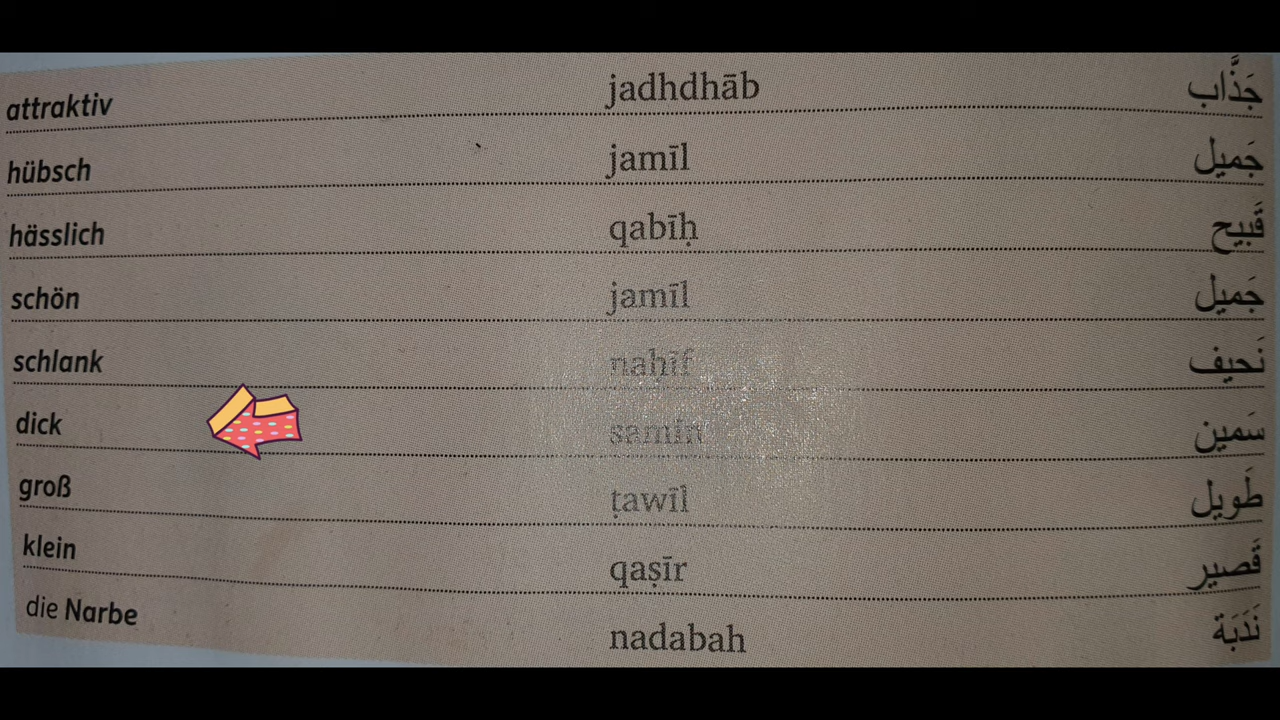 attraktiv jadhdhāb جَذَّاب
hübsch jamīl جَميل
hässlich qabīḥ قَبيح
schön jamīl جَميل
schlank naḥīf نَحيف
dick samīn سَمين
groß ṭawīl طَويل
klein qaṣīr قَصير
die Narbe nadabah نَدَبَة